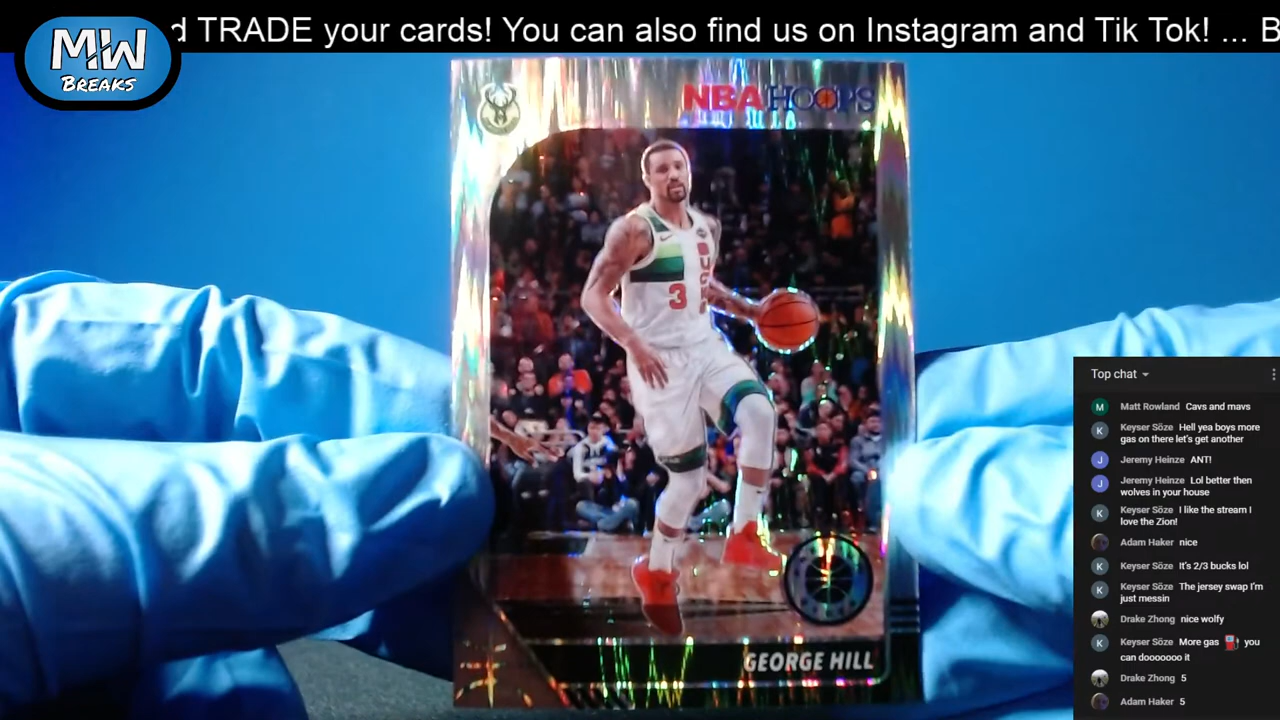 d TRADE your cards! You can also find us on Instagram and Tik Tok! ... B
MW
BREAKS
NBA HOOPS
BUCKS
3
GEORGE HILL
Top chat
M Matt Rowland Cavs and mavs
K Keyser Söze Hell yea boys more
gas on there let's get another
J Jeremy Heinze ANT!
J Jeremy Heinze Lol better then
wolves in your house
K Keyser Söze I like the stream I
love the Zion!
Adam Haker nice
K Keyser Söze It's 2/3 bucks lol
K Keyser Söze The jersey swap I'm
just messin
Drake Zhong nice wolfy
K Keyser Söze More gas ⛽ you
can dooooooo it
Drake Zhong 5
Adam Haker 5